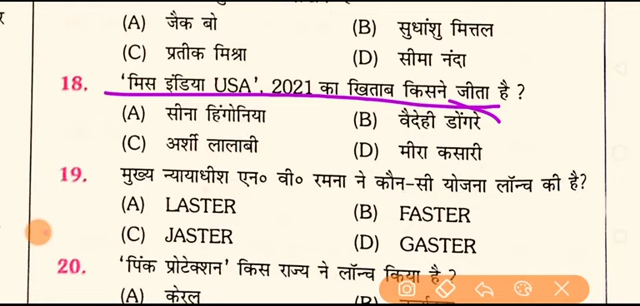 (A) जैक बो (B) सुधांशु मित्तल
(C) प्रतीक मिश्रा (D) सीमा नंदा
18. 'मिस इंडिया USA', 2021 का खिताब किसने जीता है ?
(A) सीना हिंगोनिया (B) वैदेही डोंगरे
(C) अर्शी लालाबी (D) मीरा कसारी
19. मुख्य न्यायाधीश एन० वी० रमना ने कौन-सी योजना लॉन्च की है?
(A) LASTER (B) FASTER
(C) JASTER (D) GASTER
20. 'पिंक प्रोटेक्शन' किस राज्य ने लॉन्च किया है ?
(A) केरल (B)